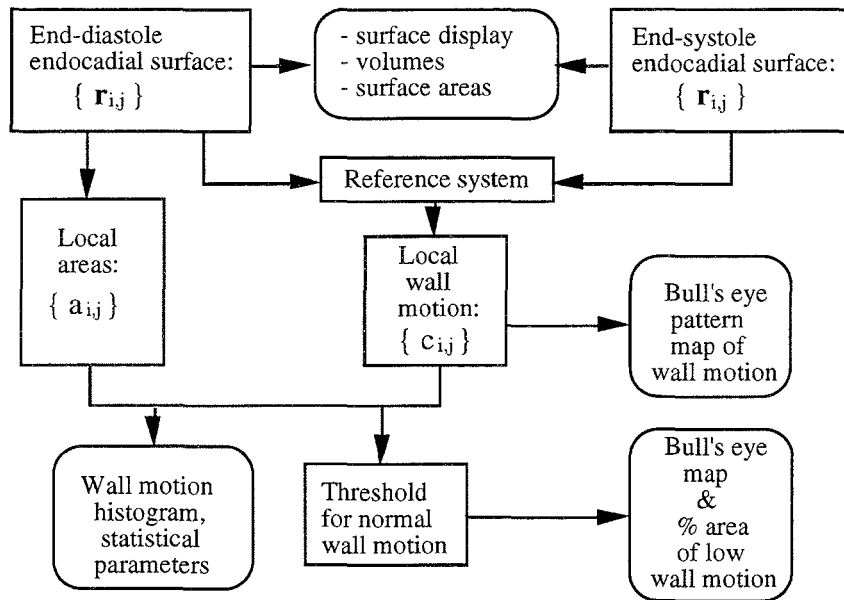 End-diastole
endocadial surface:
{ r i,j }
- surface display
- volumes
- surface areas
End-systole
endocadial surface:
{ r i,j }
Reference system
Local
areas:
{ a i,j }
Local
wall
motion:
{ c i,j }
Bull's eye
pattern
map of
wall motion
Wall motion
histogram,
statistical
parameters
Threshold
for normal
wall motion
Bull's eye
map
&
% area
of low
wall motion